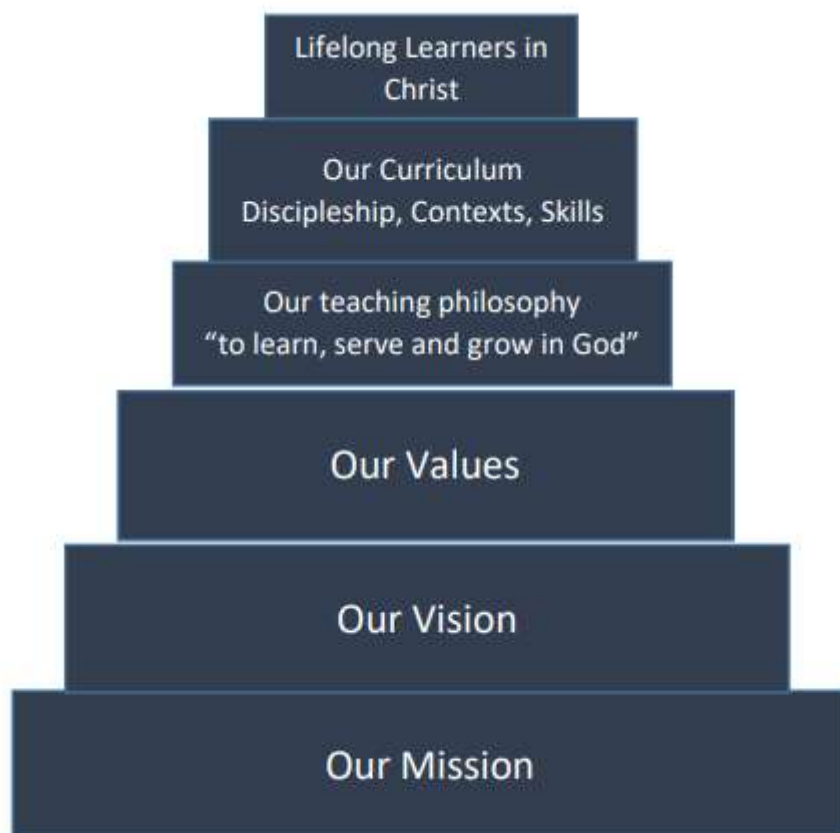 Lifelong Learners in
Christ
Our Curriculum
Discipleship, Contexts, Skills
Our teaching philosophy
“to learn, serve and grow in God”
Our Values
Our Vision
Our Mission